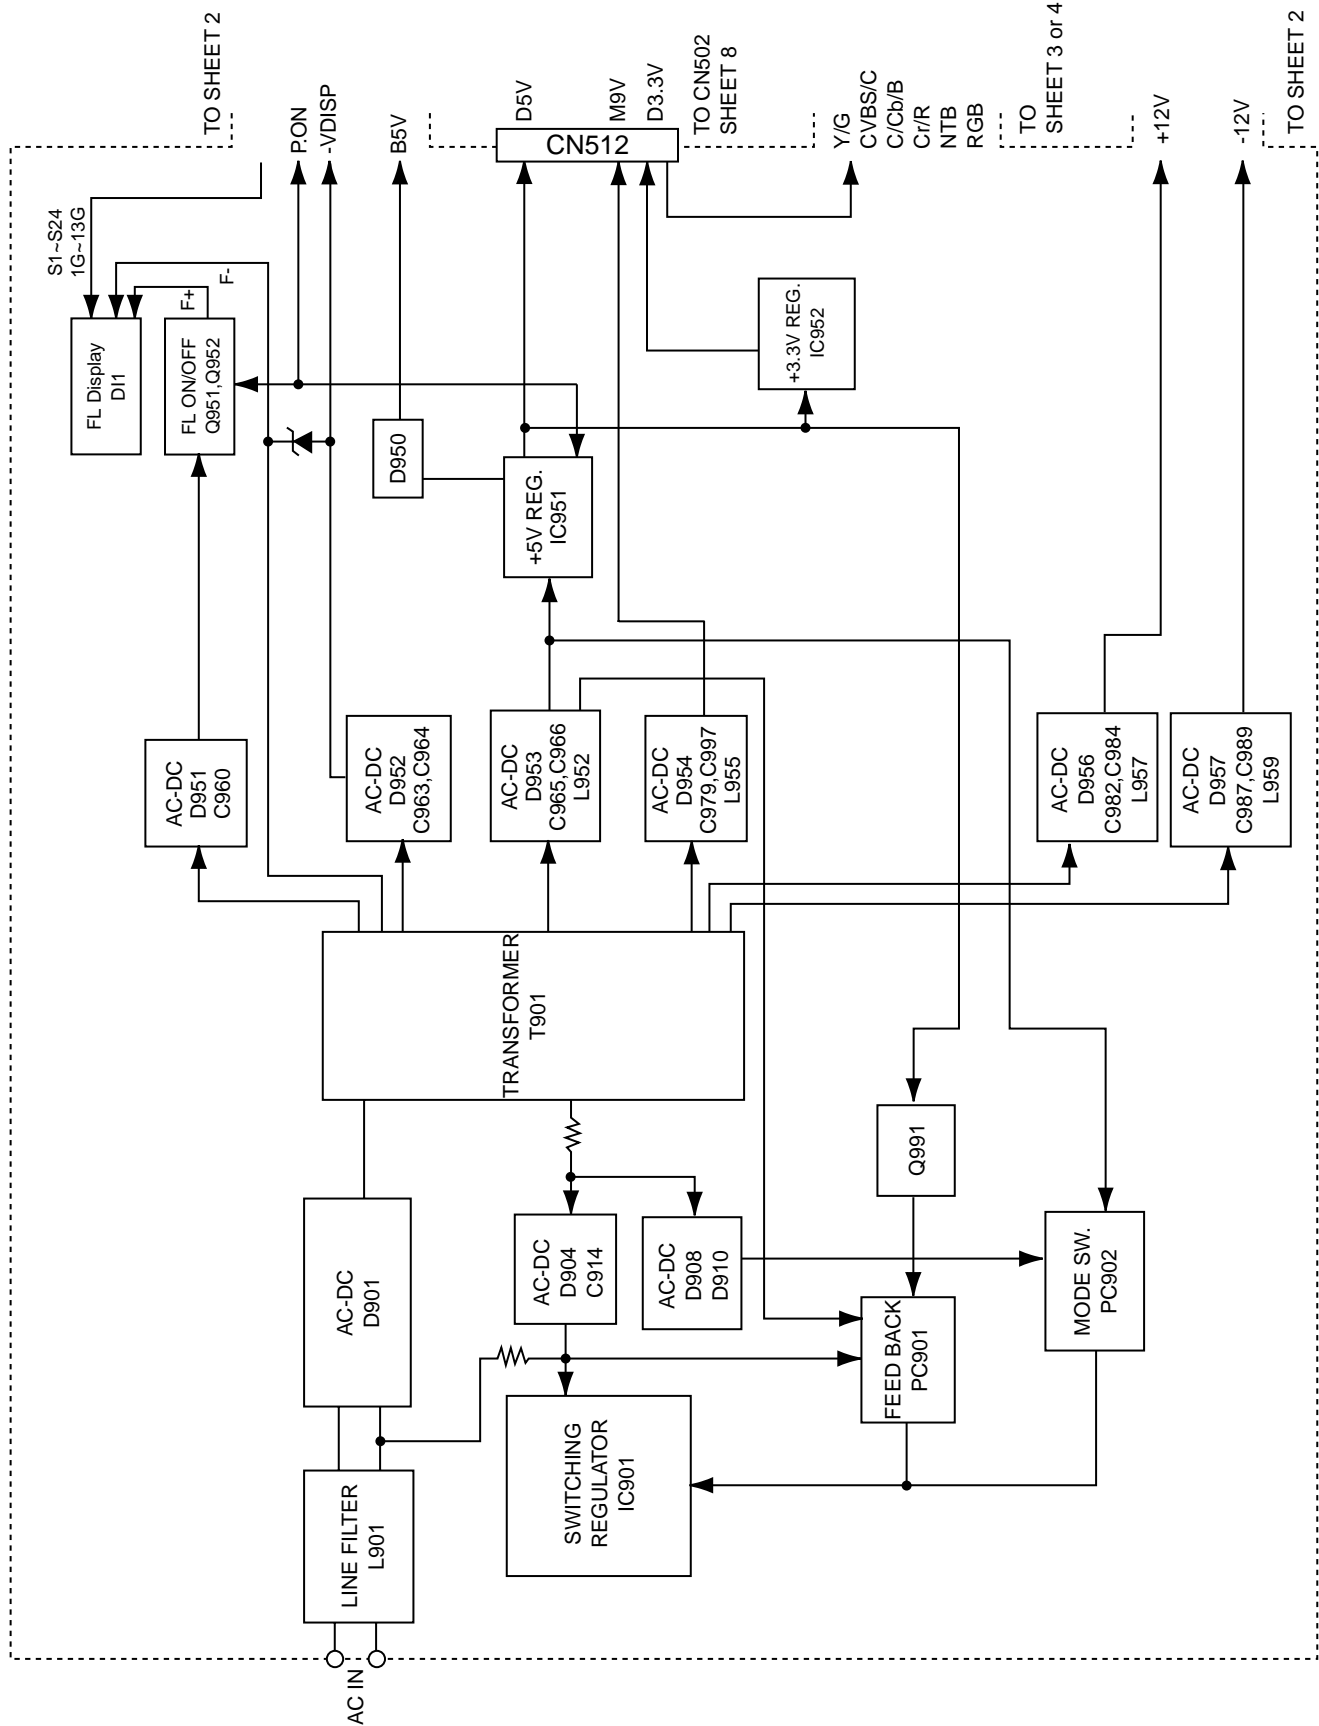 AC IN
LINE FILTER
L901
AC-DC
D901
SWITCHING
REGULATOR
IC901
AC-DC
D904
C914
AC-DC
D908
D910
FEED BACK
PC901
MODE SW.
PC902
Q991
TRANSFORMER
T901
AC-DC
D951
C960
AC-DC
D952
C963,C964
AC-DC
D953
C965,C966
L952
AC-DC
D954
C979,C997
L955
AC-DC
D956
C982,C984
L957
AC-DC
D957
C987,C989
L959
FL Display
DI1
FL ON/OFF
Q951,Q952
F+
F-
S1~S24
1G~13G
D950
+5V REG.
IC951
+3.3V REG.
IC952
CN512
TO SHEET 2
P.ON
-VDISP
B5V
D5V
M9V
D3.3V
TO CN502
SHEET 8
Y/G
CVBS/C
C/Cb/B
Cr/R
NTB
RGB
TO
SHEET 3 or 4
+12V
-12V
TO SHEET 2